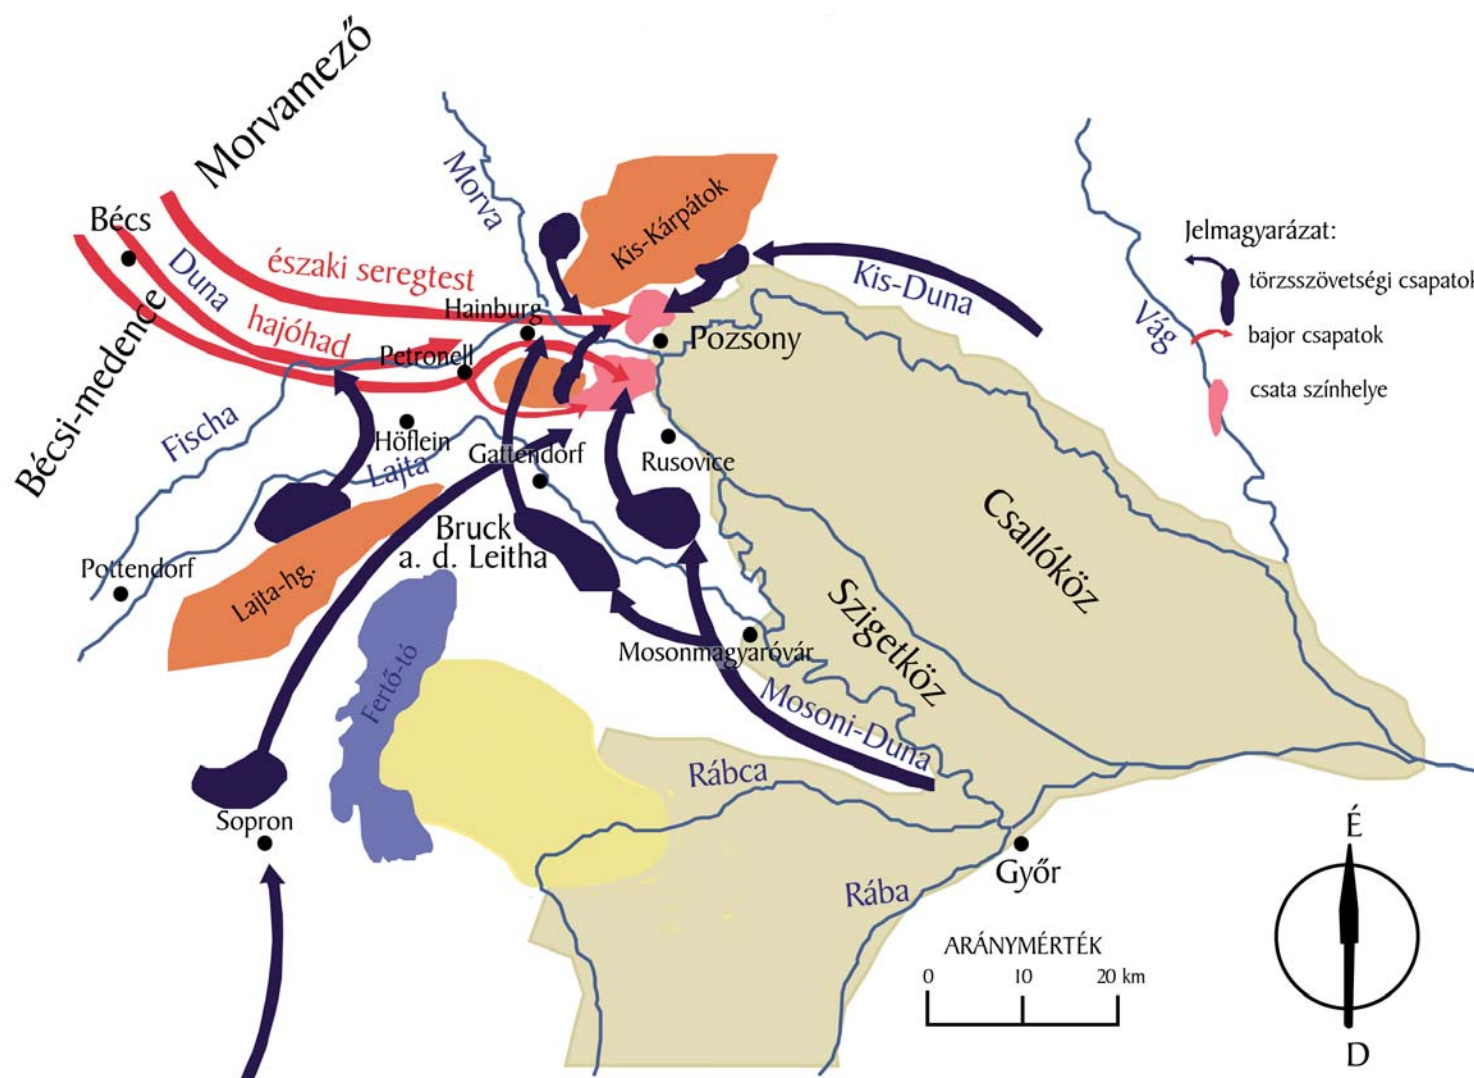 Morvamező
Morva
Bécs
Kis-Kárpátok
Jelmagyarázat:
törzsszövetségi csapatok
bajor csapatok
csata színhelye
Duna
északi seregtest
hajóhad
Hainburg
Petronell
Pozsony
Kis-Duna
Vág
Bécsi-medence
Fischa
Höflein
Lajta
Gattendorf
Rusovice
Bruck
a. d. Leitha
Csallóköz
Szigetköz
Pottendorf
Lajta-hg.
Fertő-tó
Mosonmagyaróvár
Mosoni-Duna
Rábca
Sopron
Rába
Győr
ARÁNYMÉRTÉK
0 10 20 km
É
D